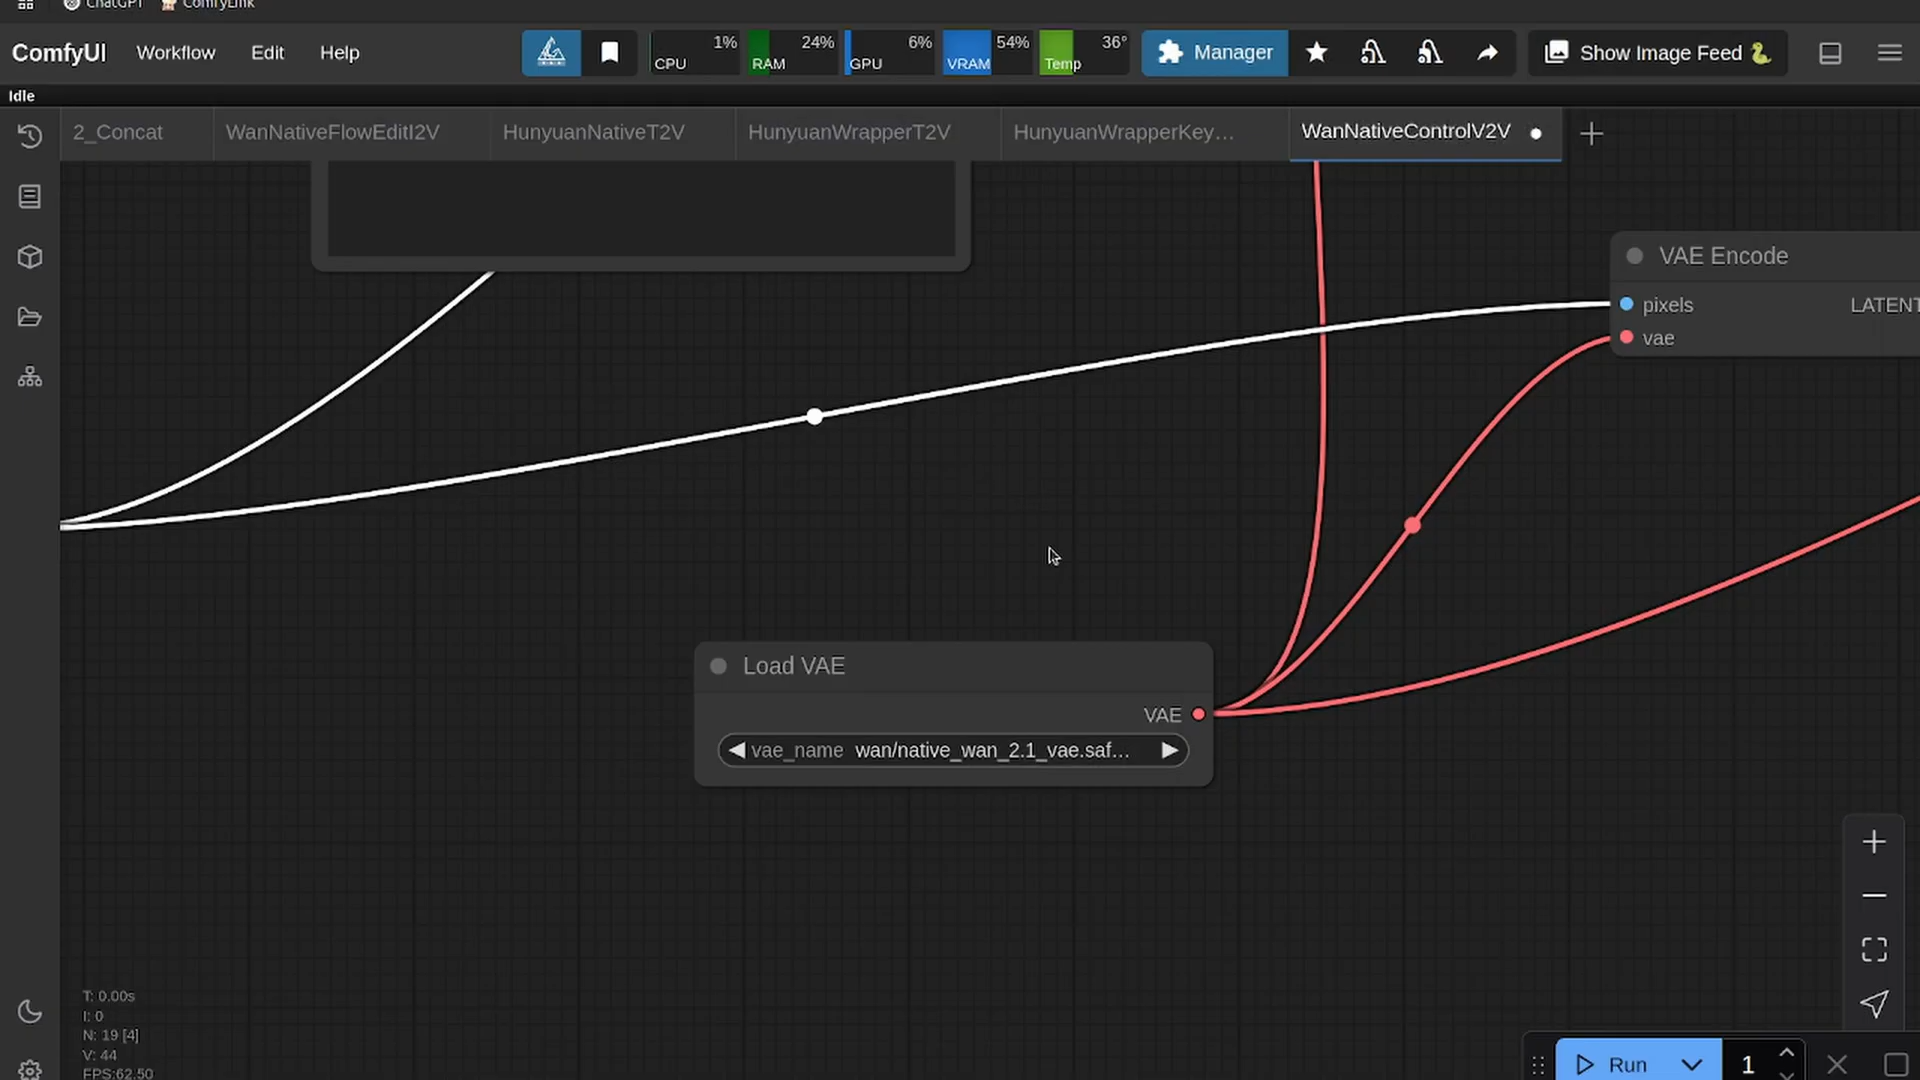 ChatGPT ComfyLink
ComfyUI Workflow Edit Help CPU 1% RAM 24% GPU 6% VRAM 54% Temp 36° Manager Show Image Feed
Idle
2_Concat WanNativeFlowEditI2V HunyuanNativeT2V HunyuanWrapperT2V HunyuanWrapperKey... WanNativeControlV2V
VAE Encode
pixels LATENT
vae
Load VAE
VAE
vae_name wan/native_wan_2.1_vae.saf...
T: 0.00s
I: 0
N: 19 [4]
V: 44
FPS:62.50
Run 1